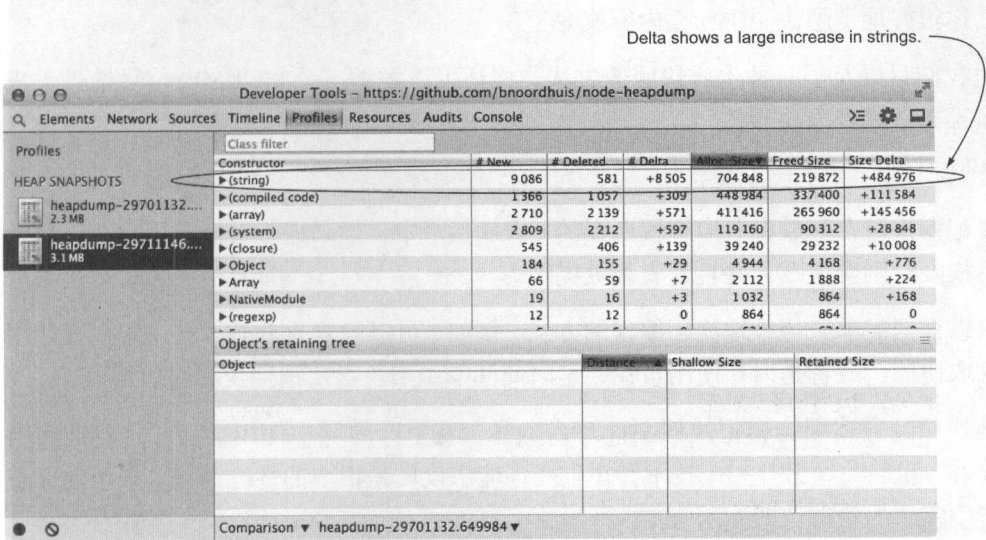 Delta shows a large increase in strings.
Developer Tools – https://github.com/bnoordhuis/node-heapdump
Elements Network Sources Timeline Profiles Resources Audits Console
Profiles
HEAP SNAPSHOTS
heapdump-29701132....
2.3 MB
heapdump-29711146....
3.1 MB
Class filter
Constructor # New # Deleted # Delta Alloc. Size▼ Freed Size Size Delta
▶(string) 9 086 581 +8 505 704 848 219 872 +484 976
▶(compiled code) 1 366 1 057 +309 448 984 337 400 +111 584
▶(array) 2 710 2 139 +571 411 416 265 960 +145 456
▶(system) 2 809 2 212 +597 119 160 90 312 +28 848
▶(closure) 545 406 +139 39 240 29 232 +10 008
▶Object 184 155 +29 4 944 4 168 +776
▶Array 66 59 +7 2 112 1 888 +224
▶NativeModule 19 16 +3 1 032 864 +168
▶(regexp) 12 12 0 864 864 0
Object's retaining tree
Object Distance ▲ Shallow Size Retained Size
Comparison ▼ heapdump-29701132.649984 ▼